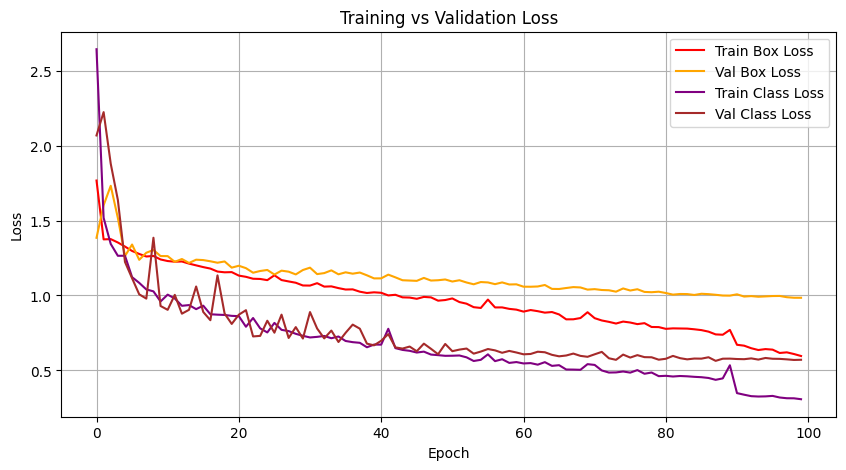 Training vs Validation Loss
Train Box Loss
Val Box Loss
Train Class Loss
Val Class Loss
2.5
2.0
1.5
1.0
0.5
Loss
0 20 40 60 80 100
Epoch